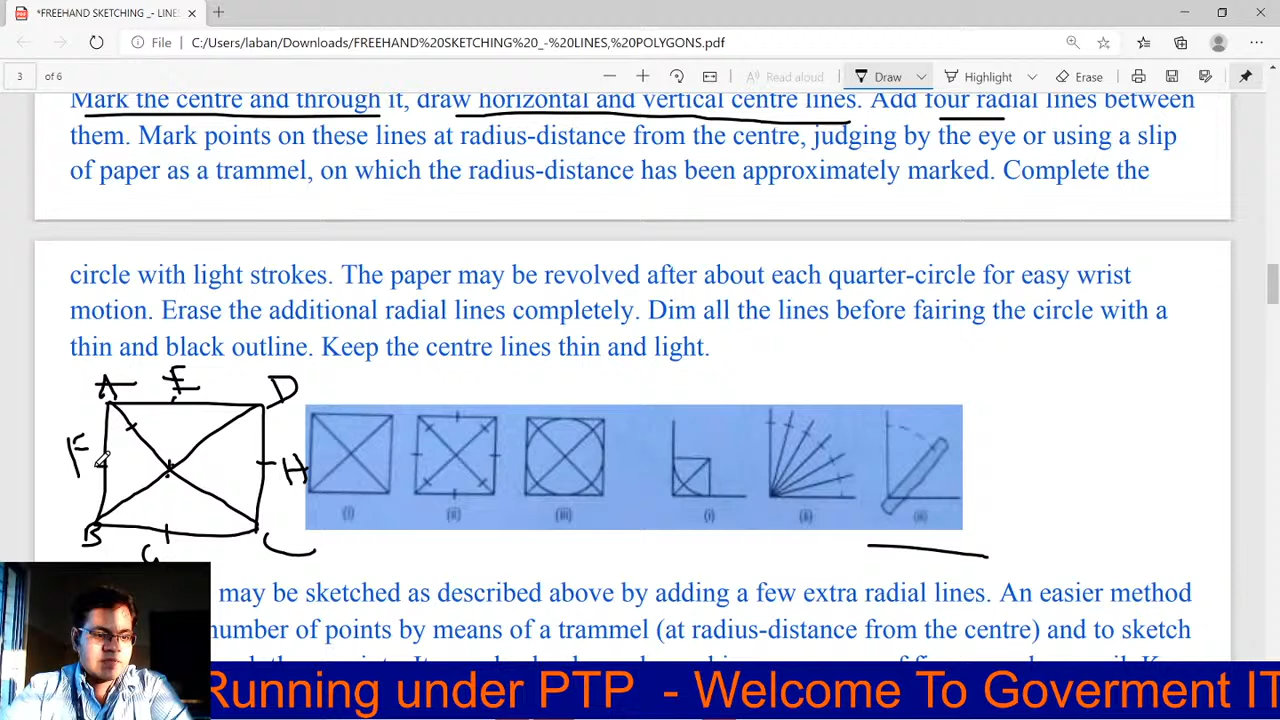 *FREEHAND SKETCHING _- LINES
File C:/Users/laban/Downloads/FREEHAND%20SKETCHING%20_-%20LINES,%20POLYGONS.pdf
3 of 6 Read aloud Draw Highlight Erase
Mark the centre and through it, draw horizontal and vertical centre lines. Add four radial lines between
them. Mark points on these lines at radius-distance from the centre, judging by the eye or using a slip
of paper as a trammel, on which the radius-distance has been approximately marked. Complete the
circle with light strokes. The paper may be revolved after about each quarter-circle for easy wrist
motion. Erase the additional radial lines completely. Dim all the lines before fairing the circle with a
thin and black outline. Keep the centre lines thin and light.
A E D
F H
B G C
(i) (ii) (iii) (i) (ii)
may be sketched as described above by adding a few extra radial lines. An easier method
number of points by means of a trammel (at radius-distance from the centre) and to sketch
Running under PTP - Welcome To Goverment IT